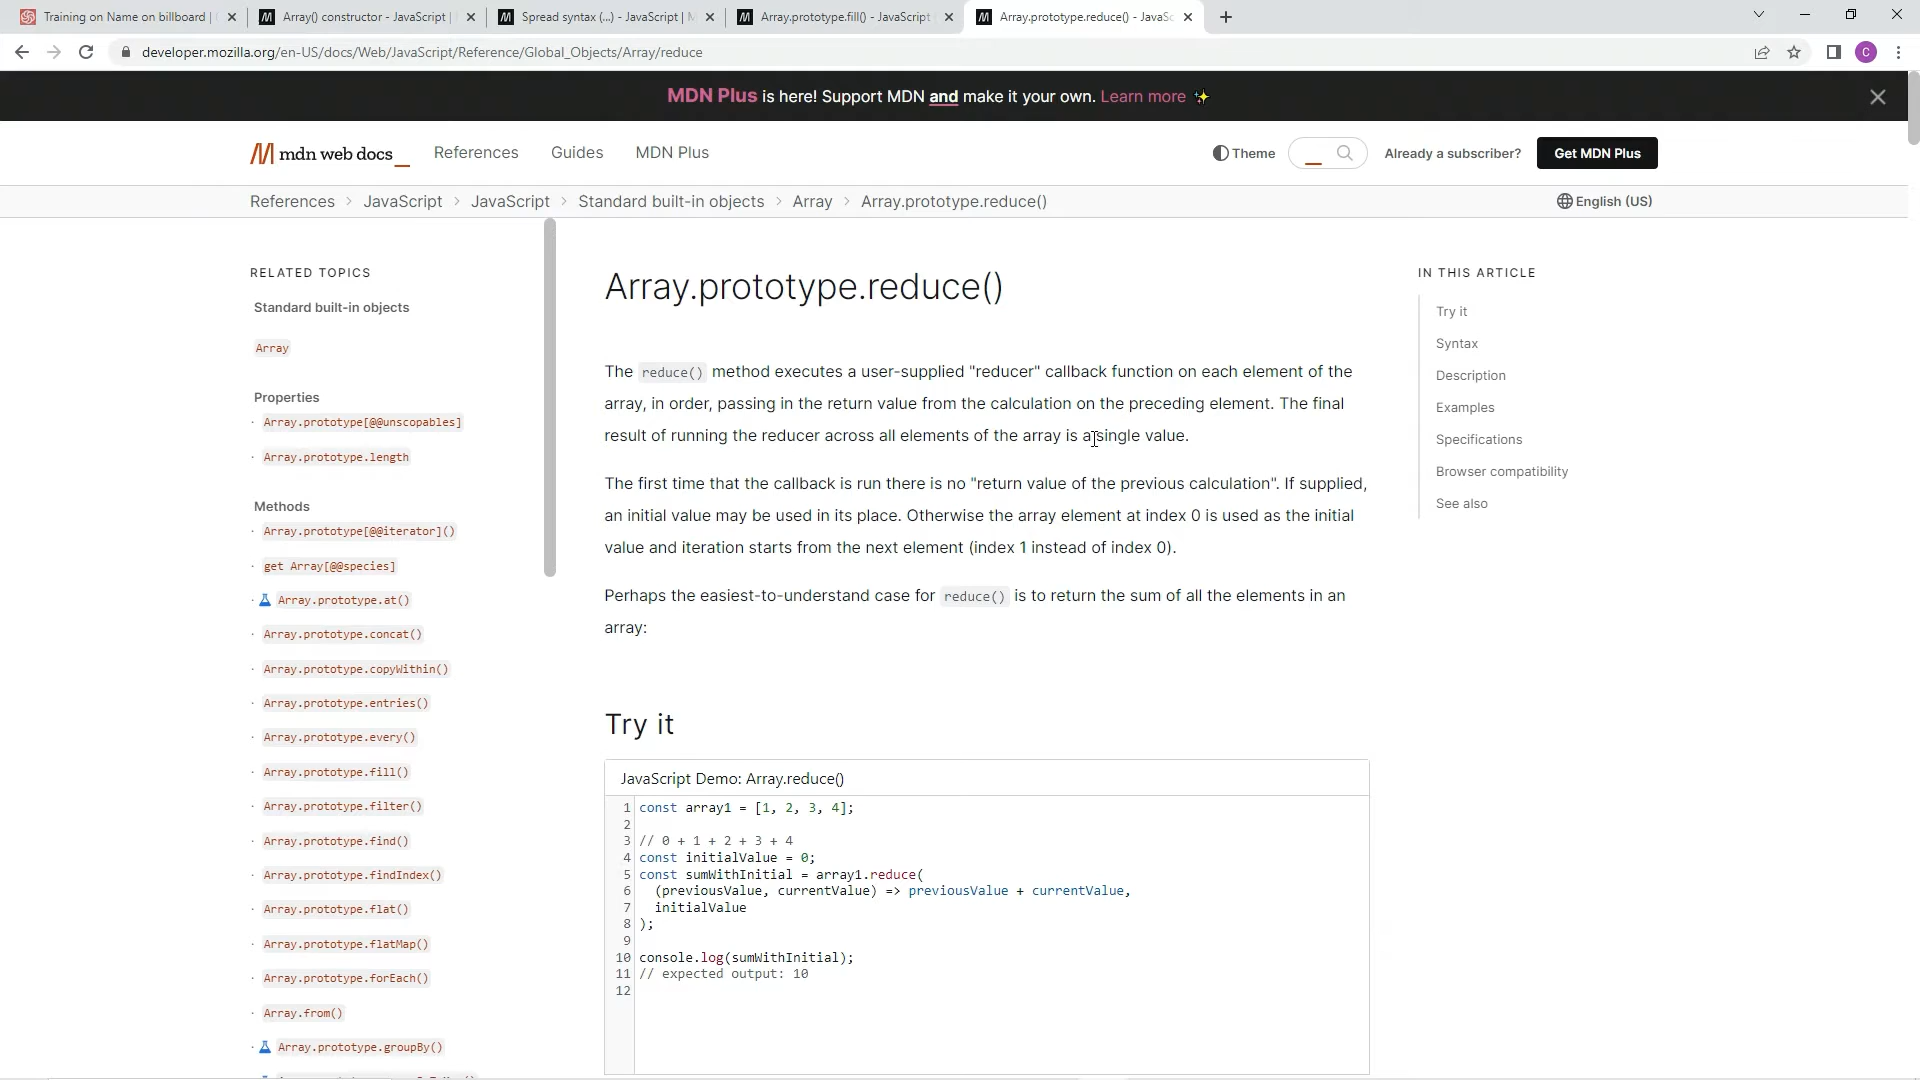 Training on Name on billboard |
Array() constructor - JavaScript |
Spread syntax (...) - JavaScript | M
Array.prototype.fill() - JavaScript
Array.prototype.reduce() - JavaSc
developer.mozilla.org/en-US/docs/Web/JavaScript/Reference/Global_Objects/Array/reduce
C
MDN Plus is here! Support MDN and make it your own. Learn more ✨
mdn web docs_
References
Guides
MDN Plus
Theme
Already a subscriber?
Get MDN Plus
References > JavaScript > JavaScript > Standard built-in objects > Array > Array.prototype.reduce()
English (US)
RELATED TOPICS
Standard built-in objects
Array
Properties
Array.prototype[@@unscopables]
Array.prototype.length
Methods
Array.prototype[@@iterator]()
get Array[@@species]
Array.prototype.at()
Array.prototype.concat()
Array.prototype.copyWithin()
Array.prototype.entries()
Array.prototype.every()
Array.prototype.fill()
Array.prototype.filter()
Array.prototype.find()
Array.prototype.findIndex()
Array.prototype.flat()
Array.prototype.flatMap()
Array.prototype.forEach()
Array.from()
Array.prototype.groupBy()
Array.prototype.reduce()
The reduce() method executes a user-supplied "reducer" callback function on each element of the
array, in order, passing in the return value from the calculation on the preceding element. The final
result of running the reducer across all elements of the array is a single value.
The first time that the callback is run there is no "return value of the previous calculation". If supplied,
an initial value may be used in its place. Otherwise the array element at index 0 is used as the initial
value and iteration starts from the next element (index 1 instead of index 0).
Perhaps the easiest-to-understand case for reduce() is to return the sum of all the elements in an
array:
Try it
JavaScript Demo: Array.reduce()
1 const array1 = [1, 2, 3, 4];
2
3 // 0 + 1 + 2 + 3 + 4
4 const initialValue = 0;
5 const sumWithInitial = array1.reduce(
6 (previousValue, currentValue) => previousValue + currentValue,
7 initialValue
8 );
9
10 console.log(sumWithInitial);
11 // expected output: 10
12
IN THIS ARTICLE
Try it
Syntax
Description
Examples
Specifications
Browser compatibility
See also